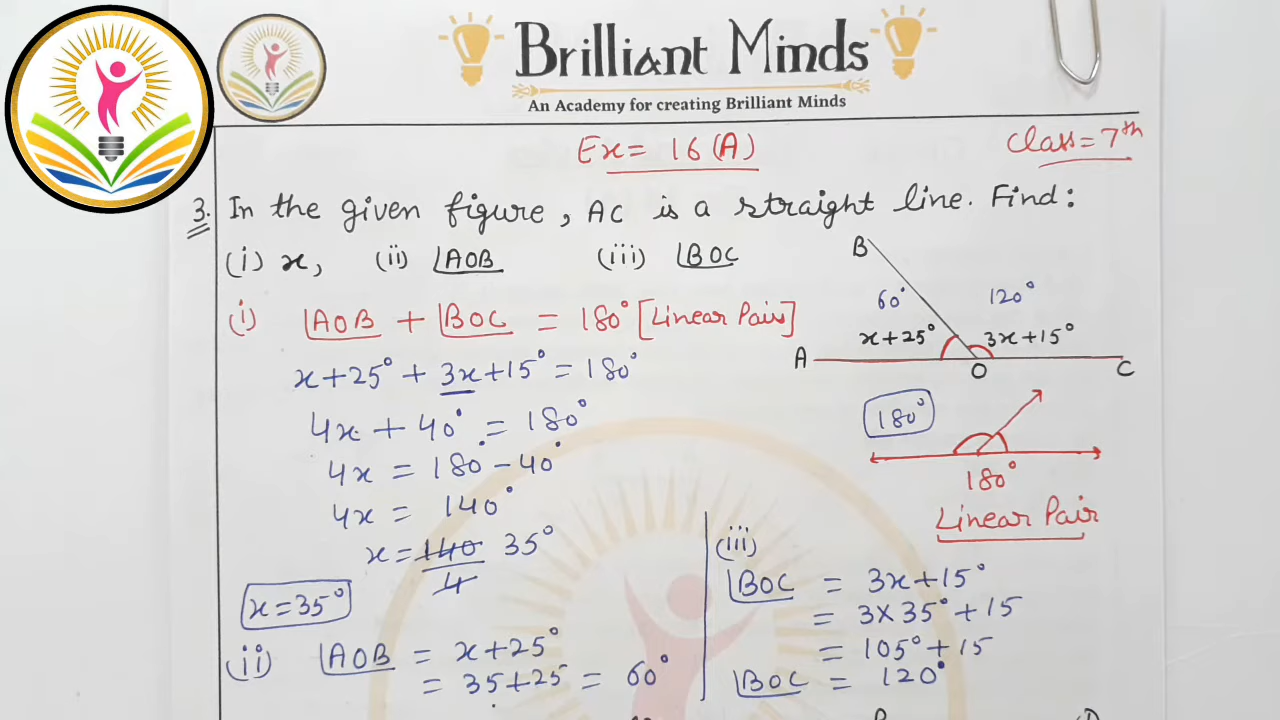 Brilliant Minds
An Academy for creating Brilliant Minds
Ex = 16 (A)
Class = 7th
3. In the given figure, AC is a straight line. Find:
(i) x, (ii) ∠AOB (iii) ∠BOC
B
60° 120°
x+25° 3x+15°
A O C
(i) ∠AOB + ∠BOC = 180° [Linear Pair]
x+25° + 3x+15° = 180°
4x + 40° = 180°
4x = 180° - 40°
4x = 140°
x = 140/4 35°
x = 35°
180°
180°
Linear Pair
(ii) ∠AOB = x+25°
= 35+25 = 60°
(iii)
∠BOC = 3x+15°
= 3×35°+15
= 105°+15
∠BOC = 120°